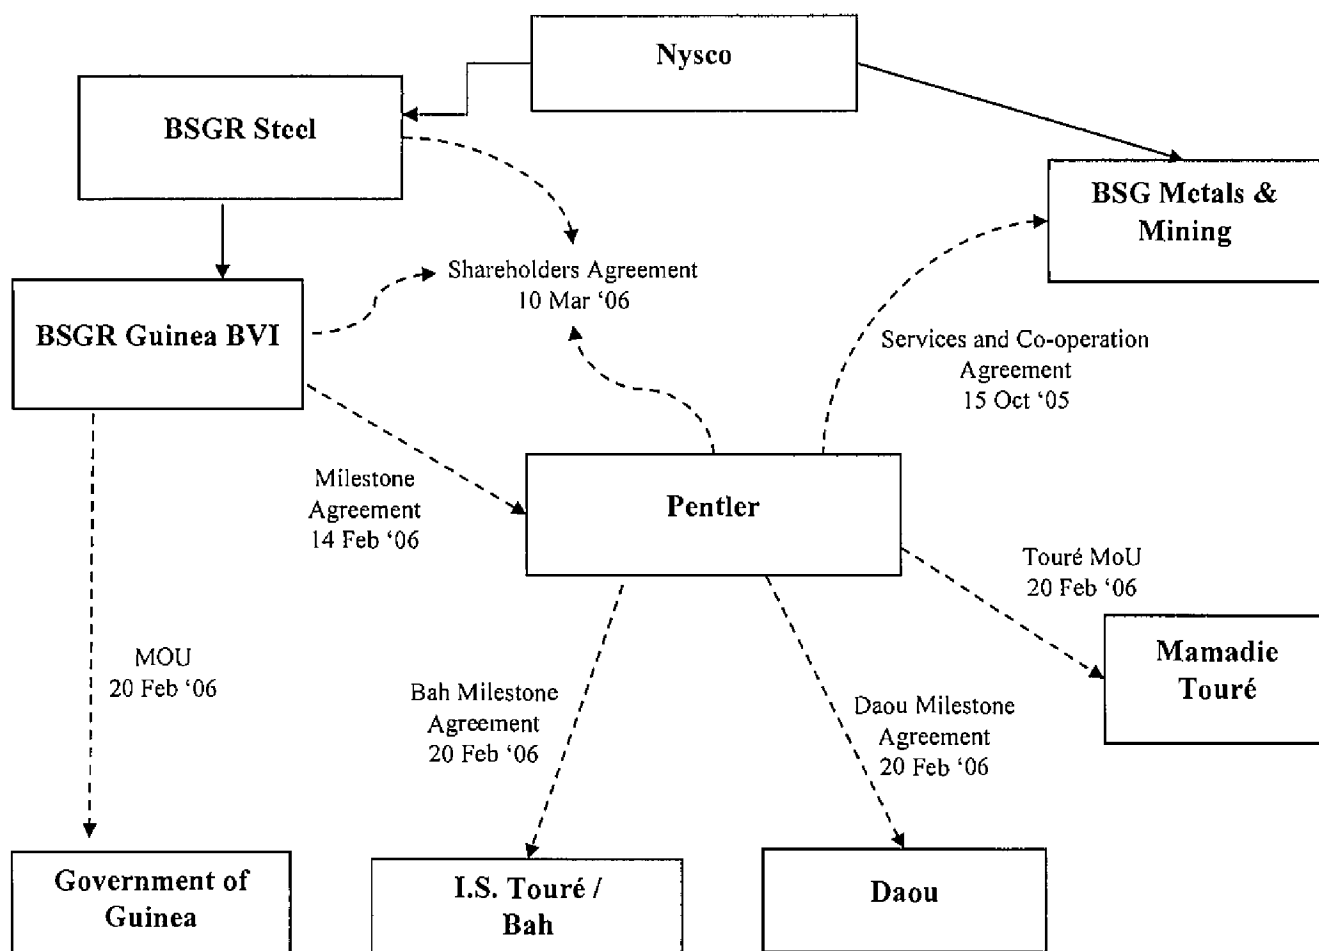 Nysco
BSGR Steel
BSG Metals &
Mining
Shareholders Agreement
10 Mar ‘06
BSGR Guinea BVI
Services and Co-operation
Agreement
15 Oct ‘05
Milestone
Agreement
14 Feb ‘06
Pentler
Touré MoU
20 Feb ‘06
Mamadie
Touré
MOU
20 Feb ‘06
Bah Milestone
Agreement
20 Feb ‘06
Daou Milestone
Agreement
20 Feb ‘06
Government of
Guinea
I.S. Touré /
Bah
Daou